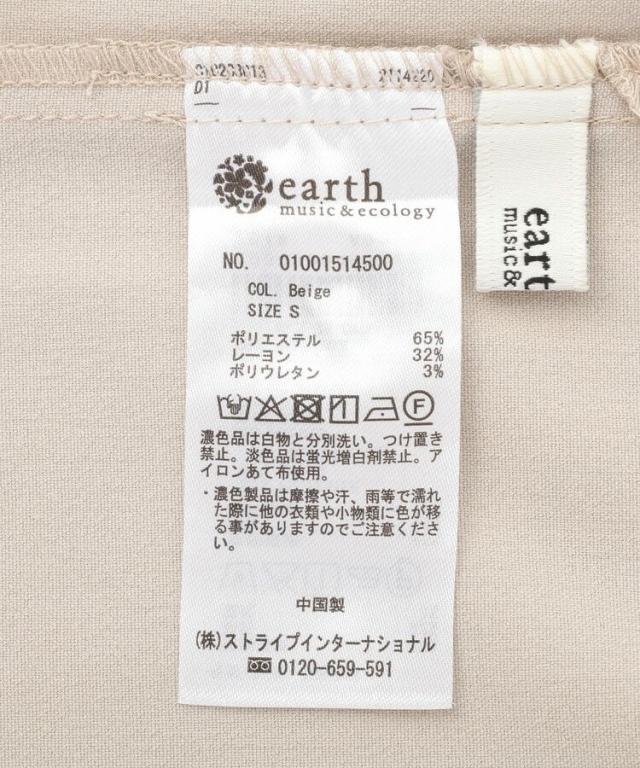 D1
earth
music&ecology
NO. 01001514500
COL. Beige
SIZE S
ポリエステル 65%
レーヨン 32%
ポリウレタン 3%
F
濃色品は白物と分別洗い。つけ置き
禁止。淡色品は蛍光増白剤禁止。ア
イロンあて布使用。
・濃色製品は摩擦や汗、雨等で濡れ
た際に他の衣類や小物類に色が移
る事がありますのでご注意くださ
い。
中国製
(株)ストライプインターナショナル
0120-659-591
eart
music&